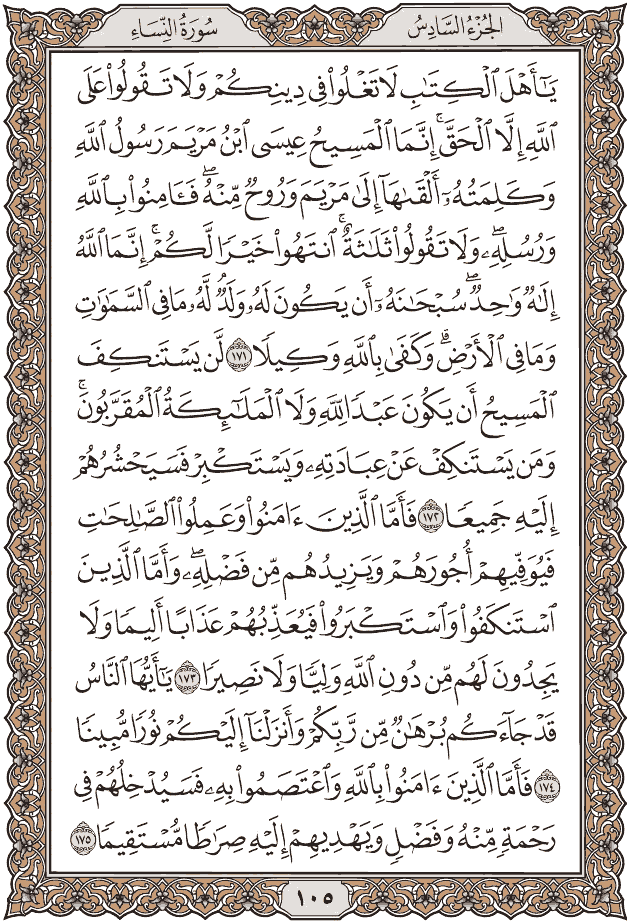 الجُزْءُ السَّادِسُ
سُورَةُ النِّسَاءِ
يَـٰٓأَهْلَ ٱلْكِتَـٰبِ لَا تَغْلُوا۟ فِى دِينِكُمْ وَلَا تَقُولُوا۟ عَلَى
ٱللَّهِ إِلَّا ٱلْحَقَّ ۚ إِنَّمَا ٱلْمَسِيحُ عِيسَى ٱبْنُ مَرْيَمَ رَسُولُ ٱللَّهِ
وَكَلِمَتُهُۥٓ أَلْقَىٰهَآ إِلَىٰ مَرْيَمَ وَرُوحٌ مِّنْهُ ۖ فَـَٔامِنُوا۟ بِٱللَّهِ
وَرُسُلِهِۦ ۖ وَلَا تَقُولُوا۟ ثَلَـٰثَةٌ ۚ ٱنتَهُوا۟ خَيْرًا لَّكُمْ ۚ إِنَّمَا ٱللَّهُ
إِلَـٰهٌ وَٰحِدٌ ۖ سُبْحَـٰنَهُۥٓ أَن يَكُونَ لَهُۥ وَلَدٌ ۘ لَّهُۥ مَا فِى ٱلسَّمَـٰوَٰتِ
وَمَا فِى ٱلْأَرْضِ ۗ وَكَفَىٰ بِٱللَّهِ وَكِيلًا ١٧١ لَّن يَسْتَنكِفَ
ٱلْمَسِيحُ أَن يَكُونَ عَبْدًا لِّلَّهِ وَلَا ٱلْمَلَـٰٓئِكَةُ ٱلْمُقَرَّبُونَ ۚ
وَمَن يَسْتَنكِفْ عَنْ عِبَادَتِهِۦ وَيَسْتَكْبِرْ فَسَيَحْشُرُهُمْ
إِلَيْهِ جَمِيعًا ١٧٢ فَأَمَّا ٱلَّذِينَ ءَامَنُوا۟ وَعَمِلُوا۟ ٱلصَّـٰلِحَـٰتِ
فَيُوَفِّيهِمْ أُجُورَهُمْ وَيَزِيدُهُم مِّن فَضْلِهِۦ ۖ وَأَمَّا ٱلَّذِينَ
ٱسْتَنكَفُوا۟ وَٱسْتَكْبَرُوا۟ فَيُعَذِّبُهُمْ عَذَابًا أَلِيمًا وَلَا
يَجِدُونَ لَهُم مِّن دُونِ ٱللَّهِ وَلِيًّا وَلَا نَصِيرًا ١٧٣ يَـٰٓأَيُّهَا ٱلنَّاسُ
قَدْ جَآءَكُم بُرْهَـٰنٌ مِّن رَّبِّكُمْ وَأَنزَلْنَآ إِلَيْكُمْ نُورًا مُّبِينًا
١٧٤ فَأَمَّا ٱلَّذِينَ ءَامَنُوا۟ بِٱللَّهِ وَٱعْتَصَمُوا۟ بِهِۦ فَسَيُدْخِلُهُمْ فِى
رَحْمَةٍ مِّنْهُ وَفَضْلٍ وَيَهْدِيهِمْ إِلَيْهِ صِرَٰطًا مُّسْتَقِيمًا ١٧٥
١٠٥